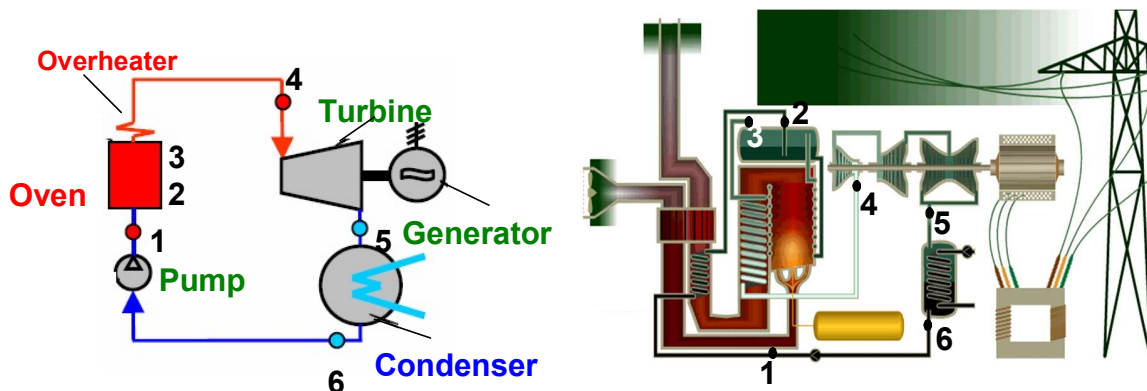 Overheater
4
Turbine
3
Oven
2
1
5
Generator
Pump
Condenser
6
2
3
4
5
6
1